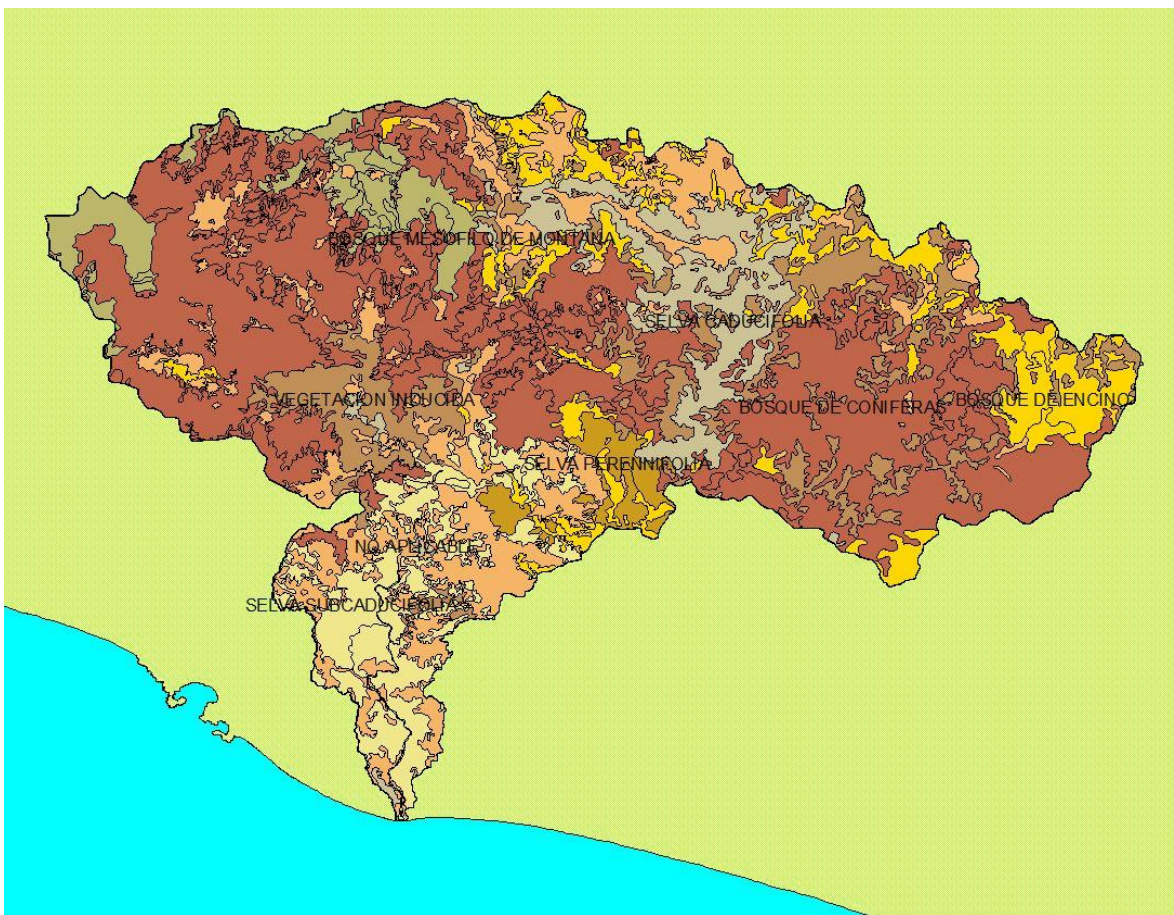 BOSQUE MESOFILO DE MONTAÑA
SELVA CADUCIFOLIA
VEGETACION INDUCIDA
BOSQUE DE CONIFERAS
BOSQUE DE ENCINO
SELVA PERENNIFOLIA
NO APLICABLE
SELVA SUBCADUCIFOLIA